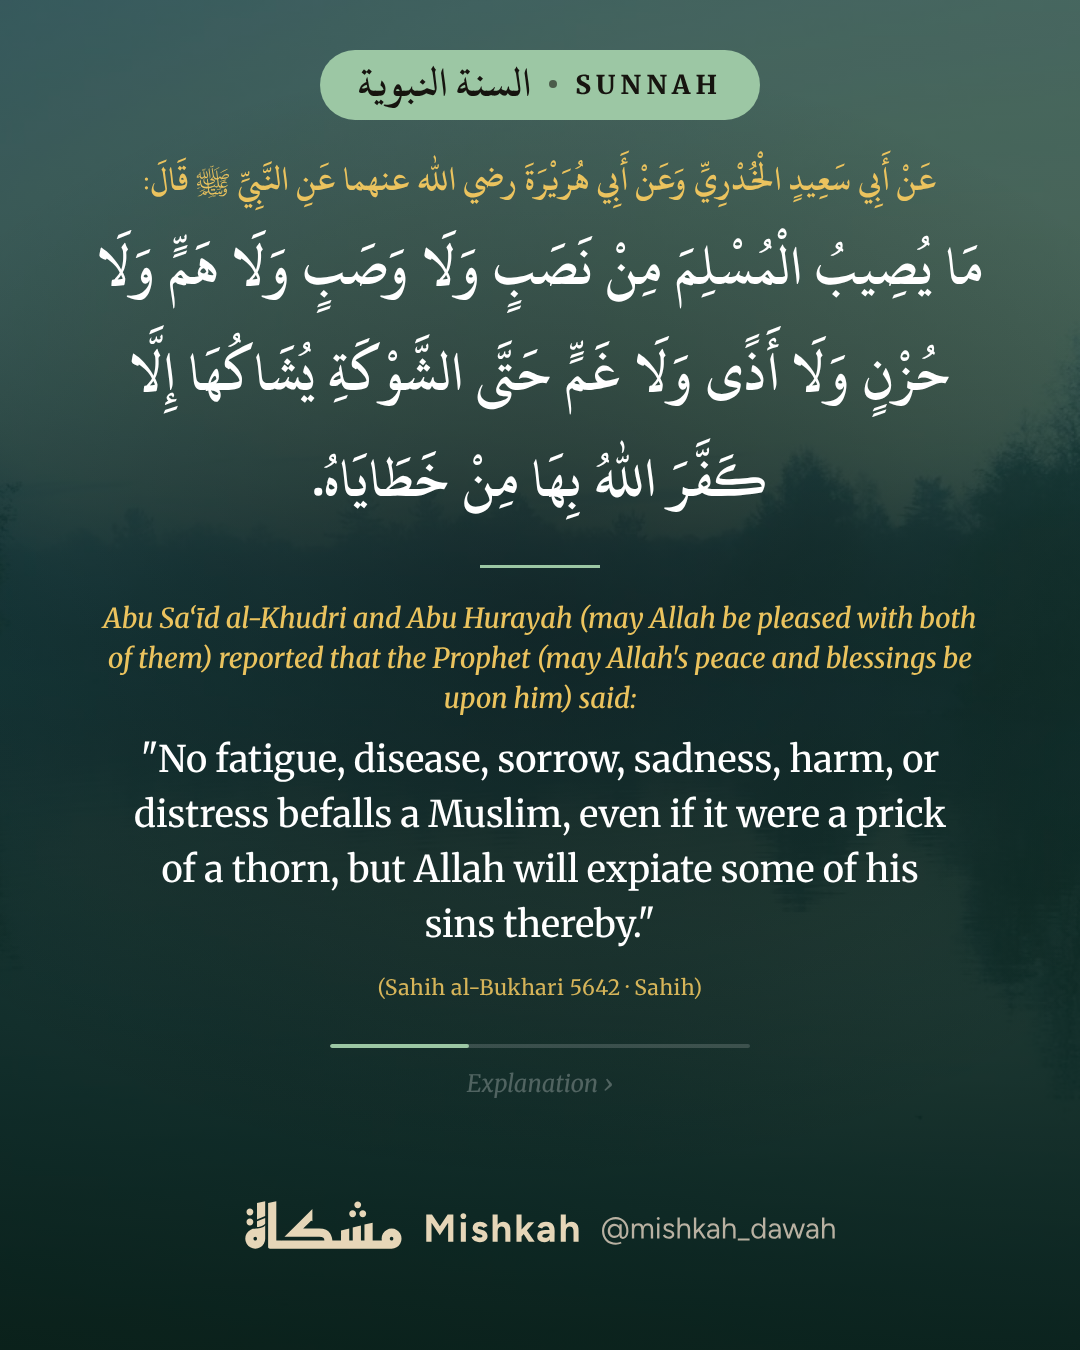 السنة النبوية • SUNNAH
عَنْ أَبِي سَعِيدٍ الْخُدْرِيِّ وَعَنْ أَبِي هُرَيْرَةَ رضي الله عنهما عَنِ النَّبِيِّ ﷺ قَالَ:
مَا يُصِيبُ الْمُسْلِمَ مِنْ نَصَبٍ وَلَا وَصَبٍ وَلَا هَمٍّ وَلَا
حُزْنٍ وَلَا أَذًى وَلَا غَمٍّ حَتَّى الشَّوْكَةِ يُشَاكُهَا إِلَّا
كَفَّرَ اللهُ بِهَا مِنْ خَطَايَاهُ.
Abu Sa‘īd al-Khudri and Abu Hurayah (may Allah be pleased with both
of them) reported that the Prophet (may Allah's peace and blessings be
upon him) said:
"No fatigue, disease, sorrow, sadness, harm, or
distress befalls a Muslim, even if it were a prick
of a thorn, but Allah will expiate some of his
sins thereby."
(Sahih al-Bukhari 5642 · Sahih)
Explanation ›
مشكاة Mishkah @mishkah_dawah